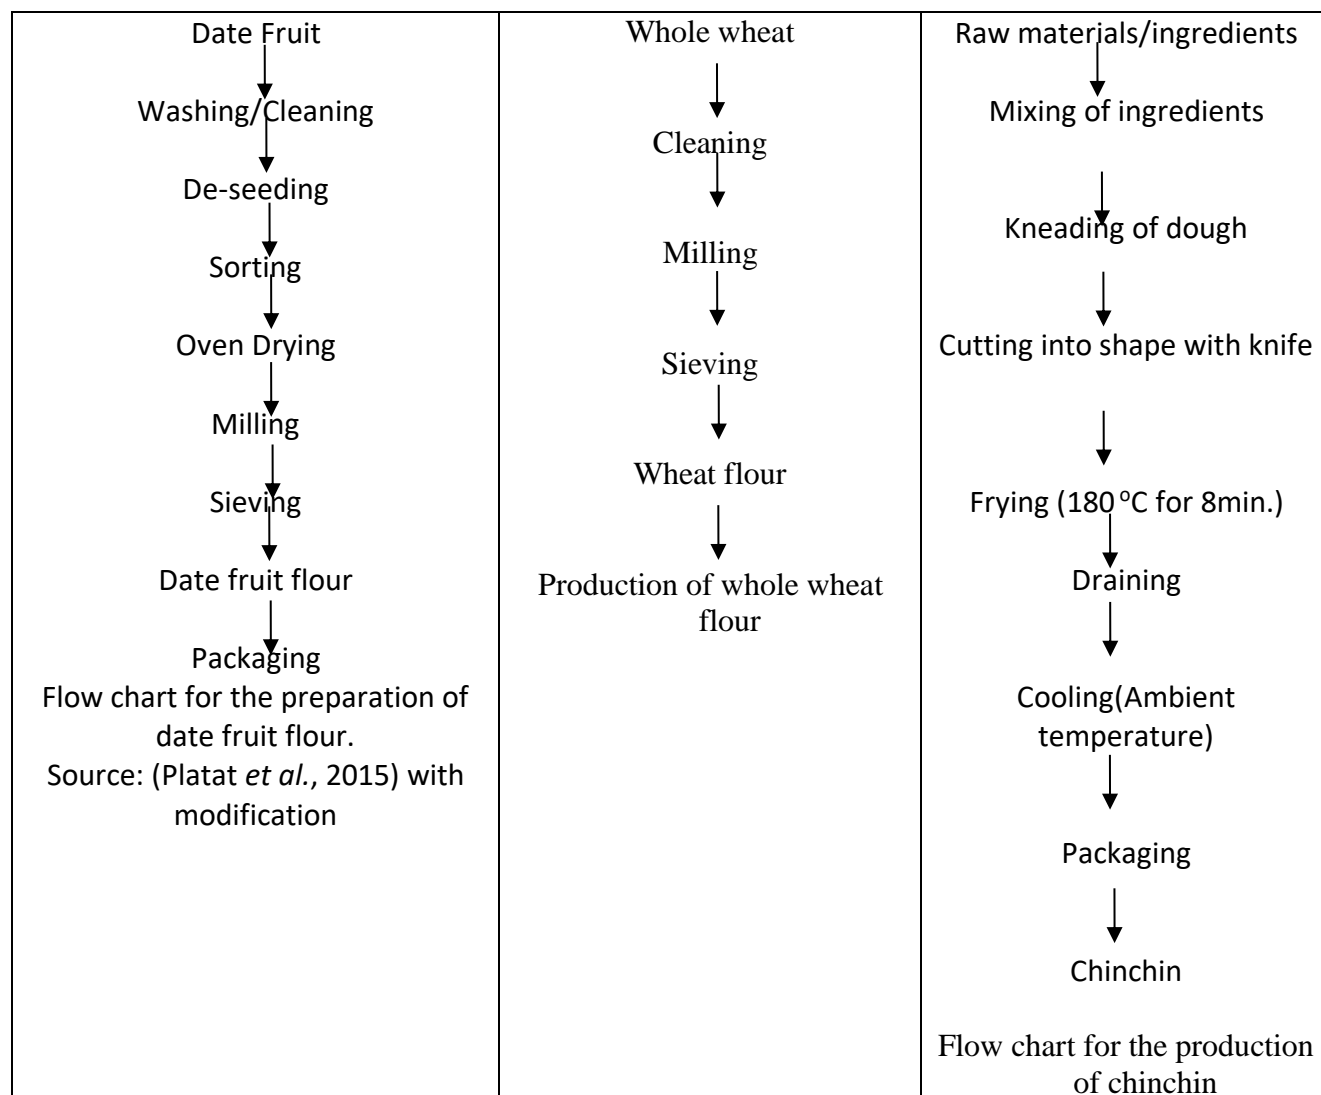 Date Fruit
Washing/Cleaning
De-seeding
Sorting
Oven Drying
Milling
Sieving
Date fruit flour
Packaging
Flow chart for the preparation of
date fruit flour.
Source: (Platat et al., 2015) with
modification
Whole wheat
Cleaning
Milling
Sieving
Wheat flour
Production of whole wheat
flour
Raw materials/ingredients
Mixing of ingredients
Kneading of dough
Cutting into shape with knife
Frying (180 °C for 8min.)
Draining
Cooling(Ambient
temperature)
Packaging
Chinchin
Flow chart for the production
of chinchin